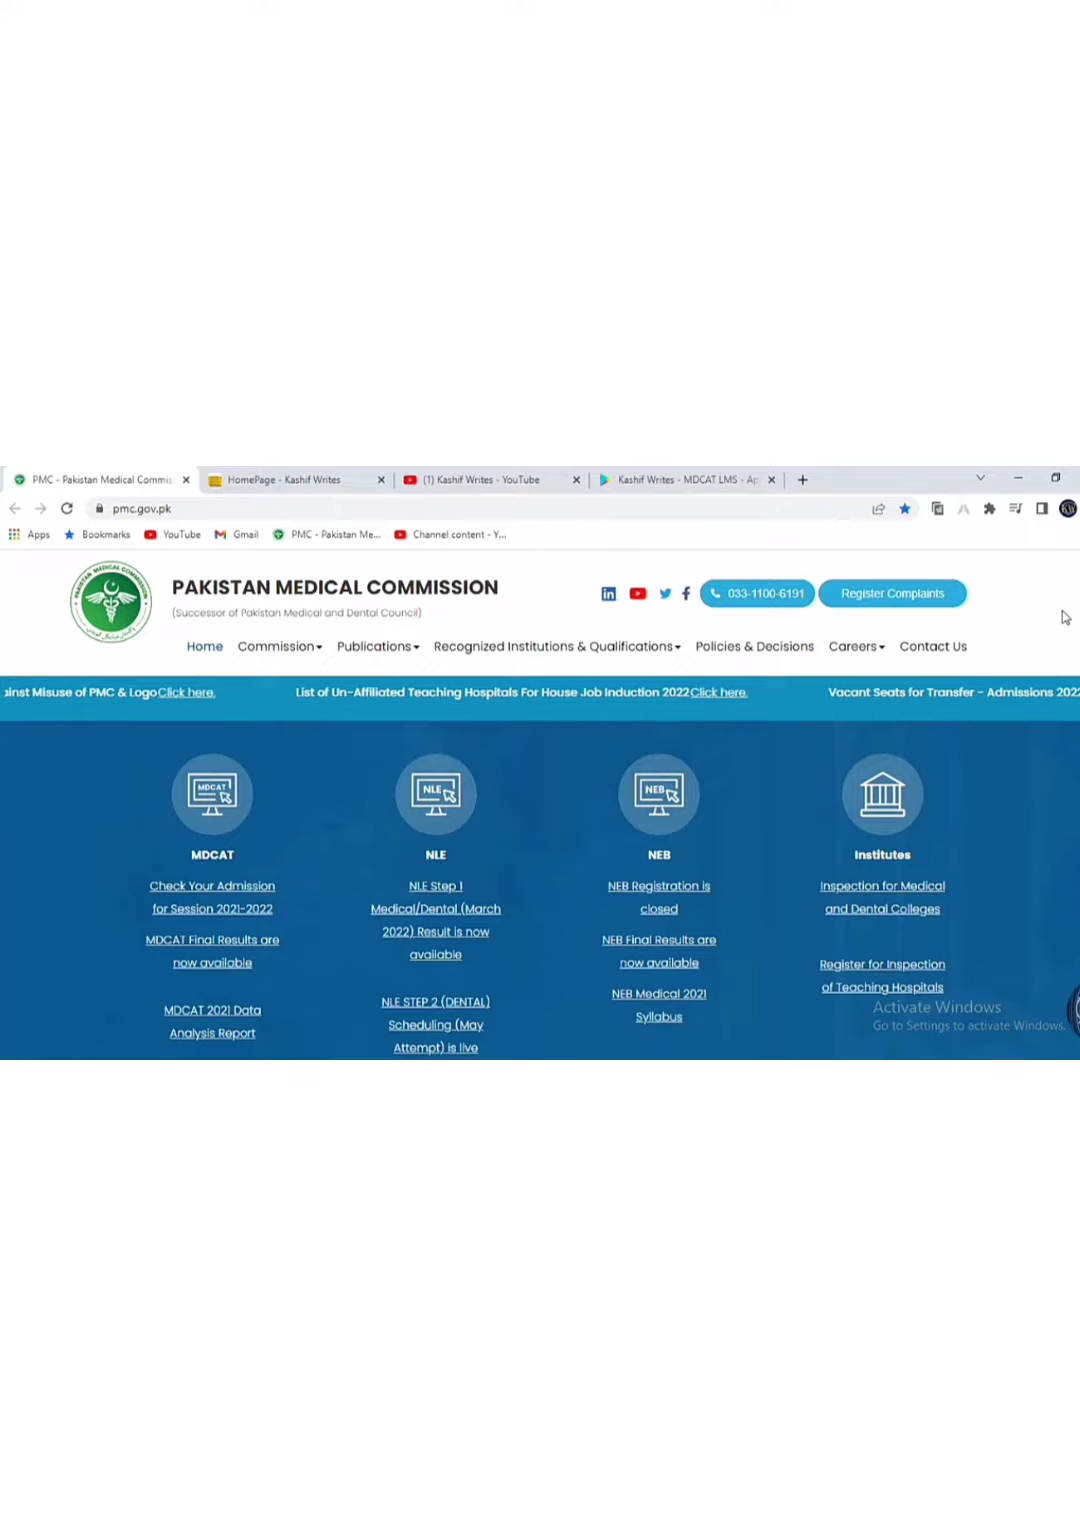 PMC - Pakistan Medical Commis
HomePage - Kashif Writes
(1) Kashif Writes - YouTube
Kashif Writes - MDCAT LMS - Ap
pmc.gov.pk
Apps
Bookmarks
YouTube
Gmail
PMC - Pakistan Me...
Channel content - Y...
PAKISTAN MEDICAL COMMISSION
(Successor of Pakistan Medical and Dental Council)
033-1100-6191
Register Complaints
Home
Commission
Publications
Recognized Institutions & Qualifications
Policies & Decisions
Careers
Contact Us
ainst Misuse of PMC & LogoClick here.
List of Un-Affiliated Teaching Hospitals For House Job Induction 2022Click here.
Vacant Seats for Transfer – Admissions 2022
MDCAT
MDCAT
Check Your Admission
for Session 2021-2022
MDCAT Final Results are
now available
MDCAT 2021 Data
Analysis Report
NLE
NLE
NLE Step 1
Medical/Dental (March
2022) Result is now
available
NLE STEP 2 (DENTAL)
Scheduling (May
Attempt) is live
NEB
NEB
NEB Registration is
closed
NEB Final Results are
now available
NEB Medical 2021
Syllabus
Institutes
Inspection for Medical
and Dental Colleges
Register for Inspection
of Teaching Hospitals
Activate Windows
Go to Settings to activate Windows.